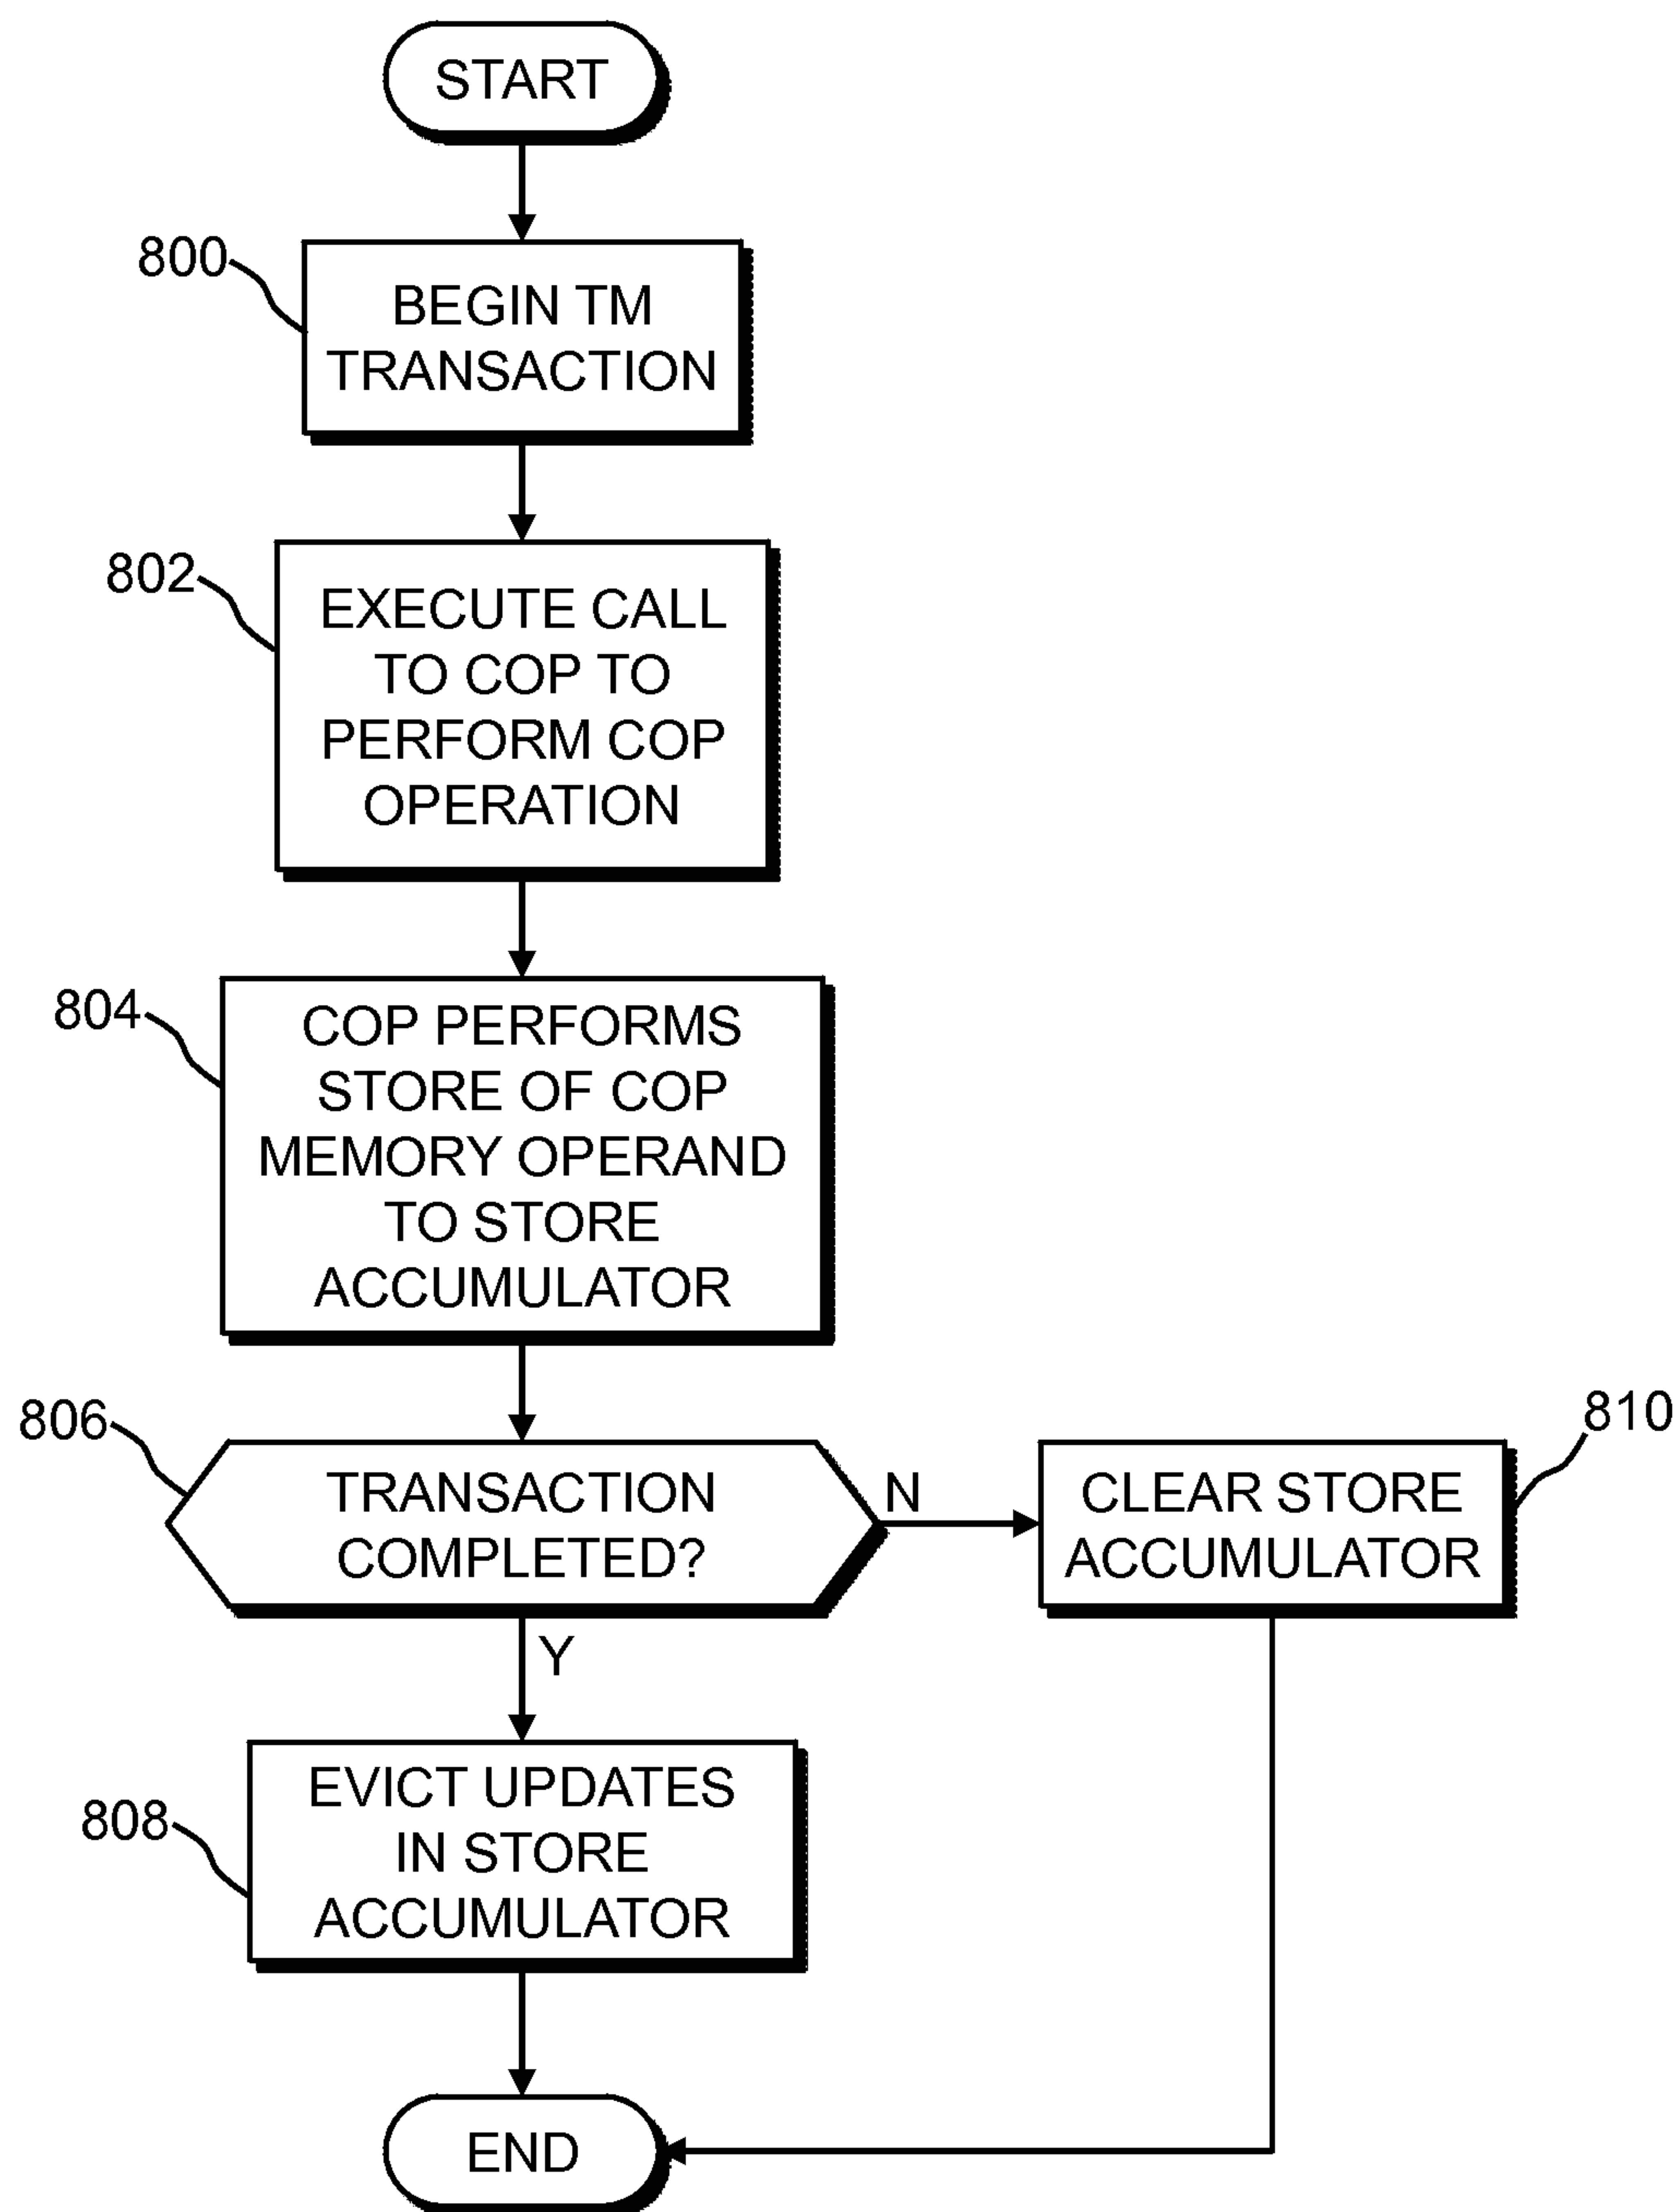 START
800
BEGIN TM
TRANSACTION
802
EXECUTE CALL
TO COP TO
PERFORM COP
OPERATION
804
COP PERFORMS
STORE OF COP
MEMORY OPERAND
TO STORE
ACCUMULATOR
806
TRANSACTION
COMPLETED?
N
810
CLEAR STORE
ACCUMULATOR
Y
808
EVICT UPDATES
IN STORE
ACCUMULATOR
END